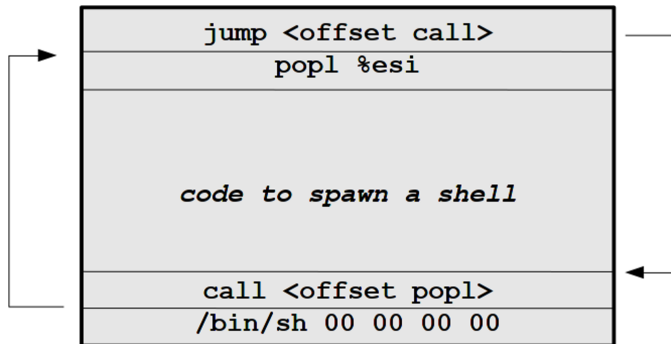 jump <offset call>
popl %esi
code to spawn a shell
call <offset popl>
/bin/sh 00 00 00 00